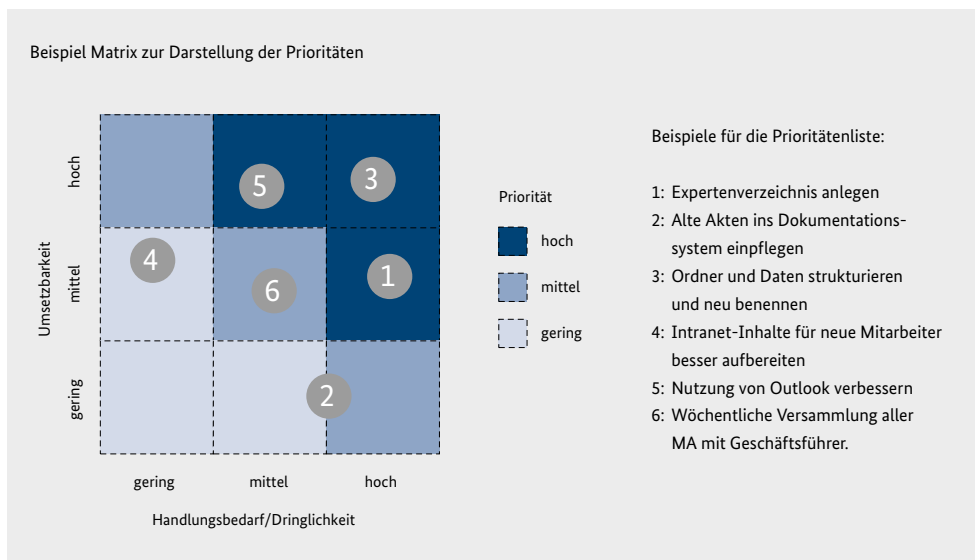 Beispiel Matrix zur Darstellung der Prioritäten
Umsetzbarkeit
hoch
mittel
gering
5
3
4
6
1
2
gering
mittel
hoch
Handlungsbedarf/Dringlichkeit
Priorität
hoch
mittel
gering
Beispiele für die Prioritätenliste:
1: Expertenverzeichnis anlegen
2: Alte Akten ins Dokumentations-
system einpflegen
3: Ordner und Daten strukturieren
und neu benennen
4: Intranet-Inhalte für neue Mitarbeiter
besser aufbereiten
5: Nutzung von Outlook verbessern
6: Wöchentliche Versammlung aller
MA mit Geschäftsführer.